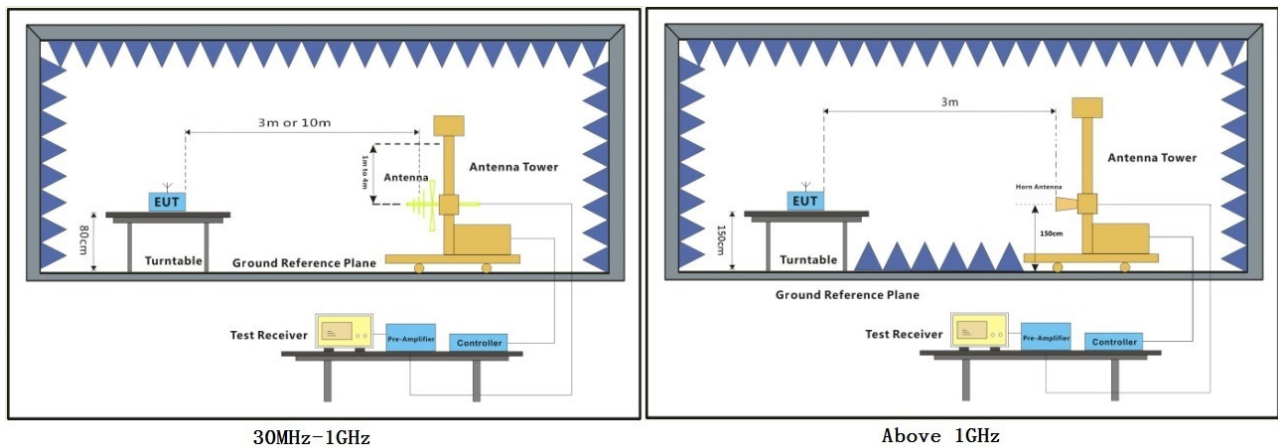 3m or 10m
1m to 4m
Antenna
Antenna Tower
EUT
80cm
Turntable
Ground Reference Plane
Test Receiver
Pre-Amplifier
Controller
30MHz-1GHz
3m
Antenna Tower
Horn Antenna
EUT
150cm
150cm
Turntable
Ground Reference Plane
Test Receiver
Pre-Amplifier
Controller
Above 1GHz